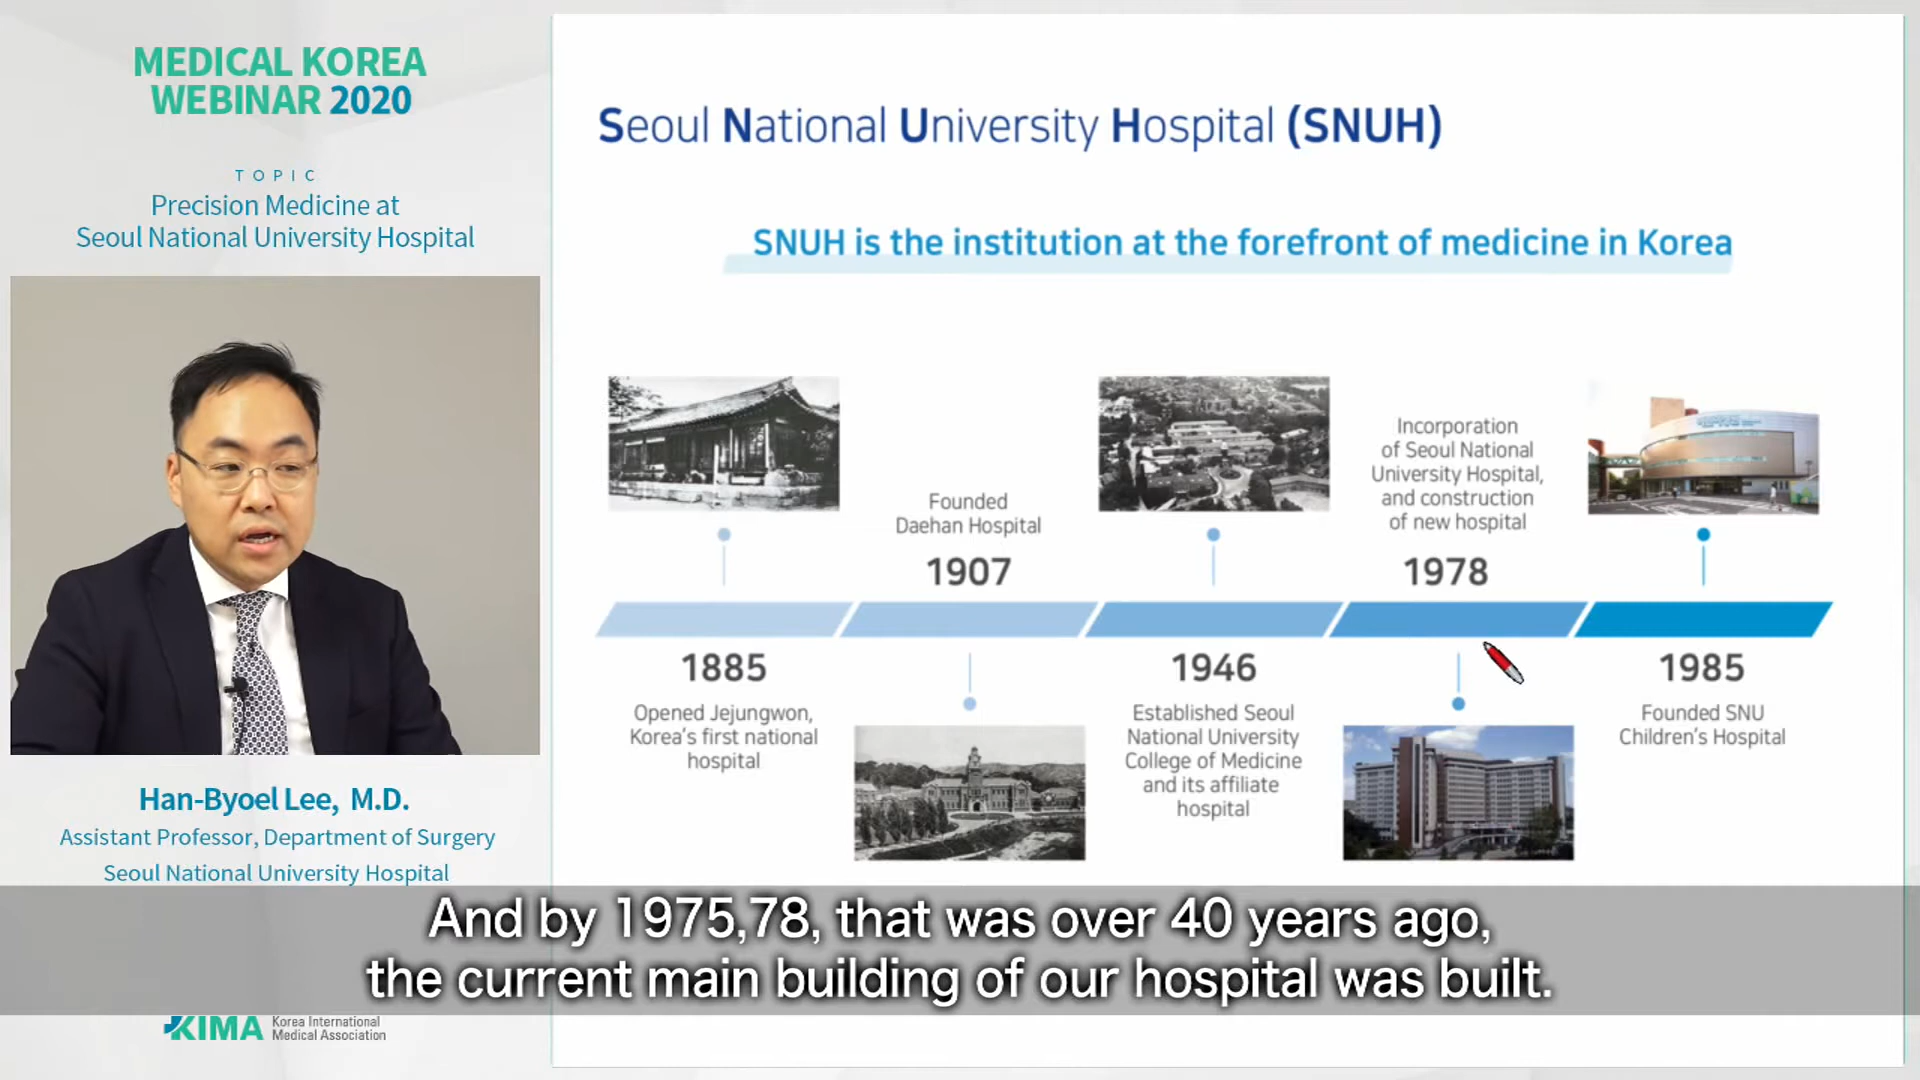 MEDICAL KOREA
WEBINAR 2020
TOPIC
Precision Medicine at
Seoul National University Hospital
Han-Byoel Lee, M.D.
Assistant Professor, Department of Surgery
Seoul National University Hospital
Seoul National University Hospital (SNUH)
SNUH is the institution at the forefront of medicine in Korea
1885
Opened Jejungwon,
Korea's first national
hospital
Founded
Daehan Hospital
1907
1946
Established Seoul
National University
College of Medicine
and its affiliate
hospital
Incorporation
of Seoul National
University Hospital,
and construction
of new hospital
1978
1985
Founded SNU
Children's Hospital
And by 1975,78, that was over 40 years ago,
the current main building of our hospital was built.
KIMA
Korea International
Medical Association